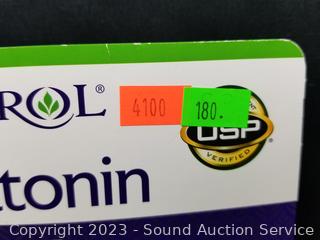 ROL®
4100
180.
USP
VERIFIED
tonin
Copyright 2023 - Sound Auction Service